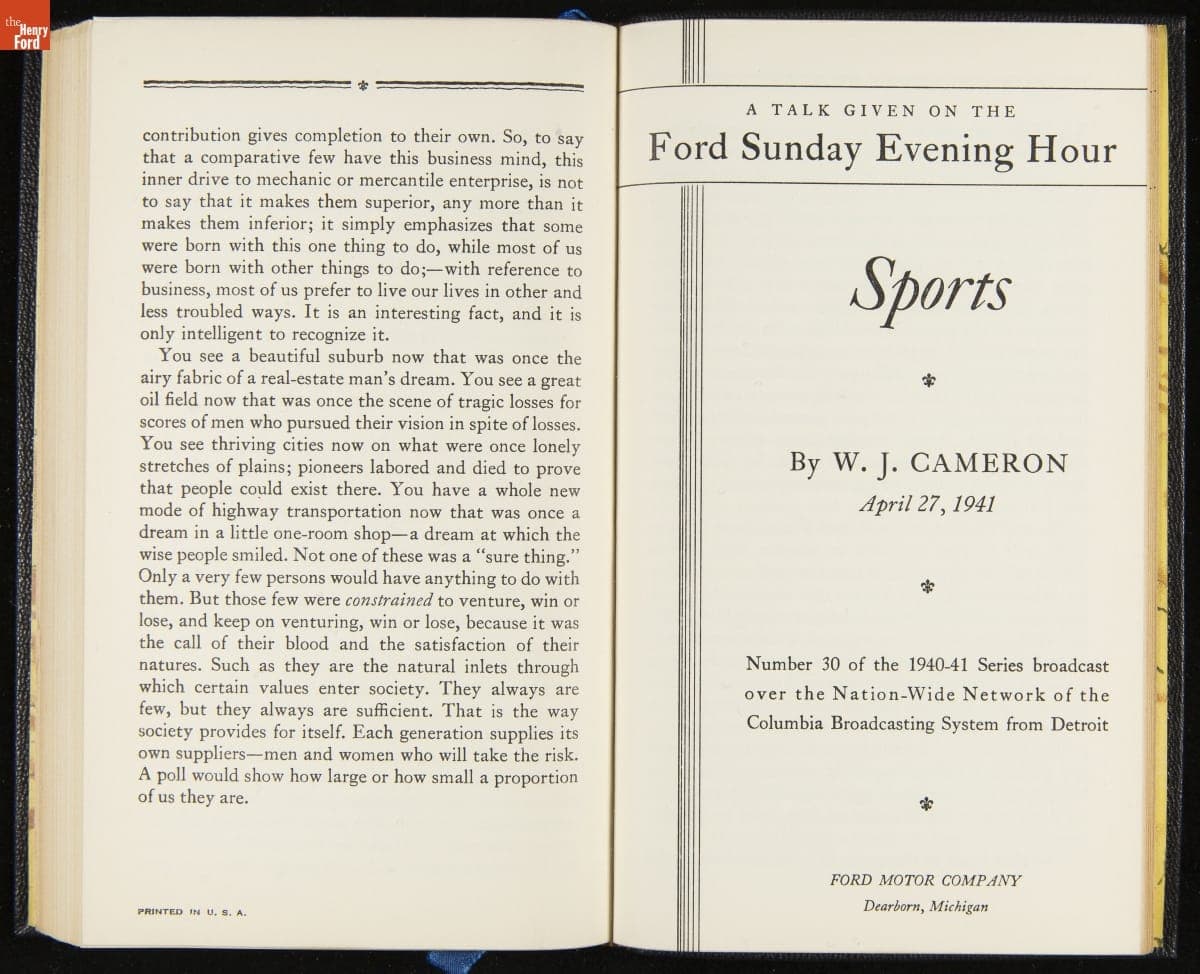 the
Henry
Ford
contribution gives completion to their own. So, to say
that a comparative few have this business mind, this
inner drive to mechanic or mercantile enterprise, is not
to say that it makes them superior, any more than it
makes them inferior; it simply emphasizes that some
were born with this one thing to do, while most of us
were born with other things to do;—with reference to
business, most of us prefer to live our lives in other and
less troubled ways. It is an interesting fact, and it is
only intelligent to recognize it.
You see a beautiful suburb now that was once the
airy fabric of a real-estate man's dream. You see a great
oil field now that was once the scene of tragic losses for
scores of men who pursued their vision in spite of losses.
You see thriving cities now on what were once lonely
stretches of plains; pioneers labored and died to prove
that people could exist there. You have a whole new
mode of highway transportation now that was once a
dream in a little one-room shop—a dream at which the
wise people smiled. Not one of these was a "sure thing."
Only a very few persons would have anything to do with
them. But those few were constrained to venture, win or
lose, and keep on venturing, win or lose, because it was
the call of their blood and the satisfaction of their
natures. Such as they are the natural inlets through
which certain values enter society. They always are
few, but they always are sufficient. That is the way
society provides for itself. Each generation supplies its
own suppliers—men and women who will take the risk.
A poll would show how large or how small a proportion
of us they are.
PRINTED IN U. S. A.
A TALK GIVEN ON THE
Ford Sunday Evening Hour
Sports
By W. J. CAMERON
April 27, 1941
Number 30 of the 1940-41 Series broadcast
over the Nation-Wide Network of the
Columbia Broadcasting System from Detroit
FORD MOTOR COMPANY
Dearborn, Michigan